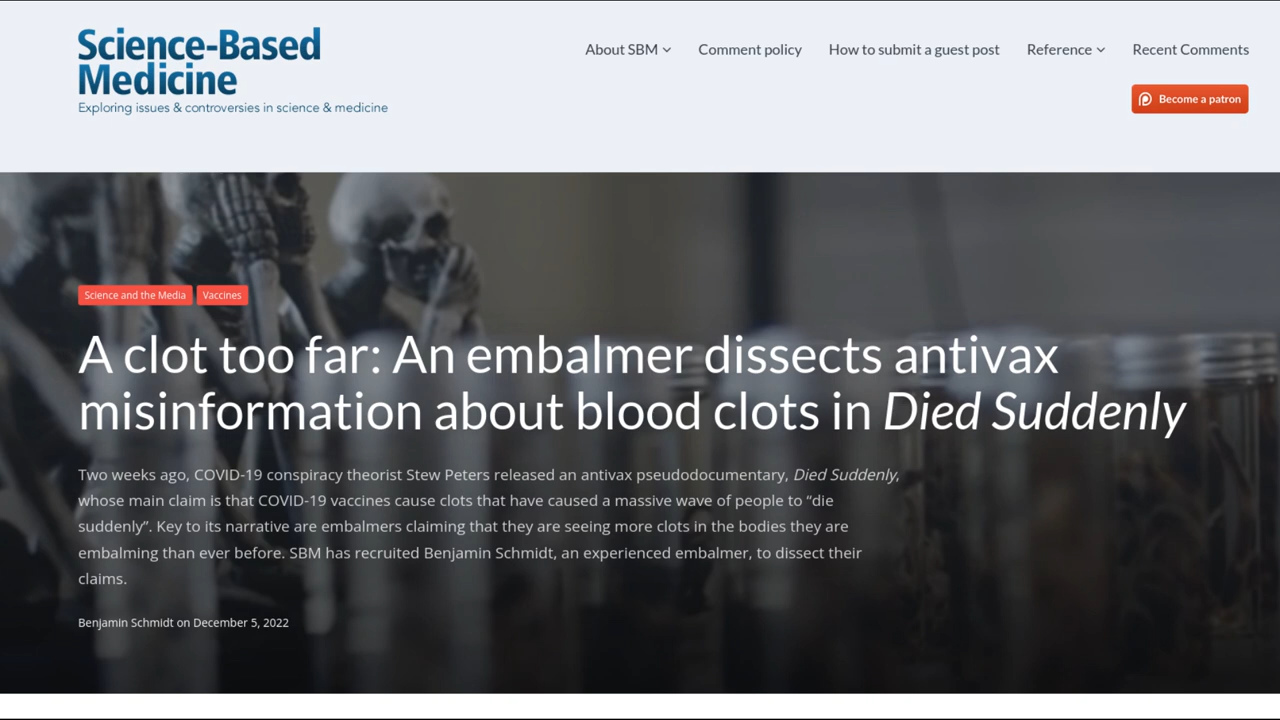 Science-Based
Medicine
Exploring issues & controversies in science & medicine
About SBM
Comment policy
How to submit a guest post
Reference
Recent Comments
Become a patron
Science and the Media
Vaccines
A clot too far: An embalmer dissects antivax
misinformation about blood clots in Died Suddenly
Two weeks ago, COVID-19 conspiracy theorist Stew Peters released an antivax pseudodocumentary, Died Suddenly,
whose main claim is that COVID-19 vaccines cause clots that have caused a massive wave of people to “die
suddenly”. Key to its narrative are embalmers claiming that they are seeing more clots in the bodies they are
embalming than ever before. SBM has recruited Benjamin Schmidt, an experienced embalmer, to dissect their
claims.
Benjamin Schmidt on December 5, 2022